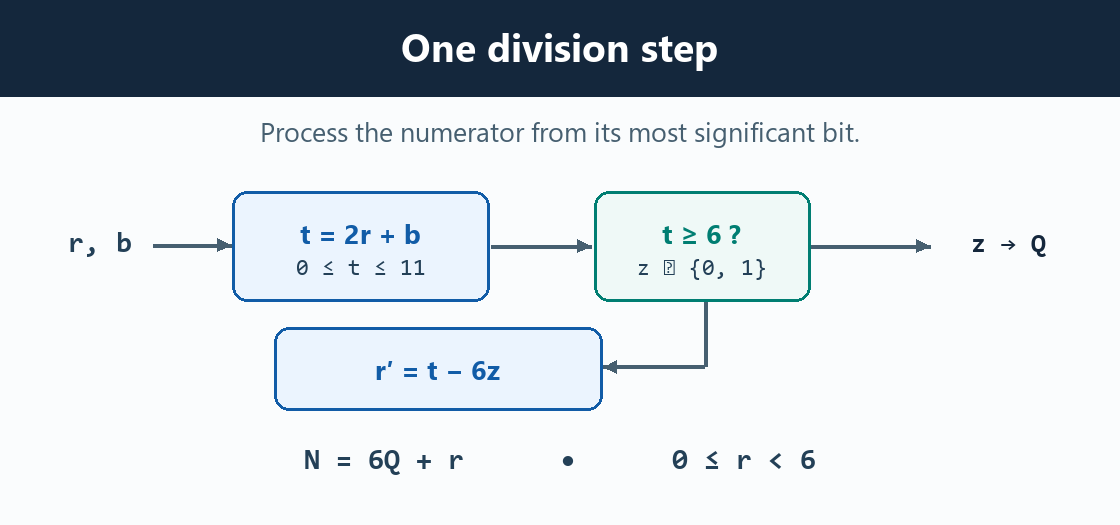 One division step
Process the numerator from its most significant bit.
r, b
t = 2r + b
0 ≤ t ≤ 11
t ≥ 6 ?
z � {0, 1}
z → Q
r′ = t − 6z
N = 6Q + r • 0 ≤ r < 6